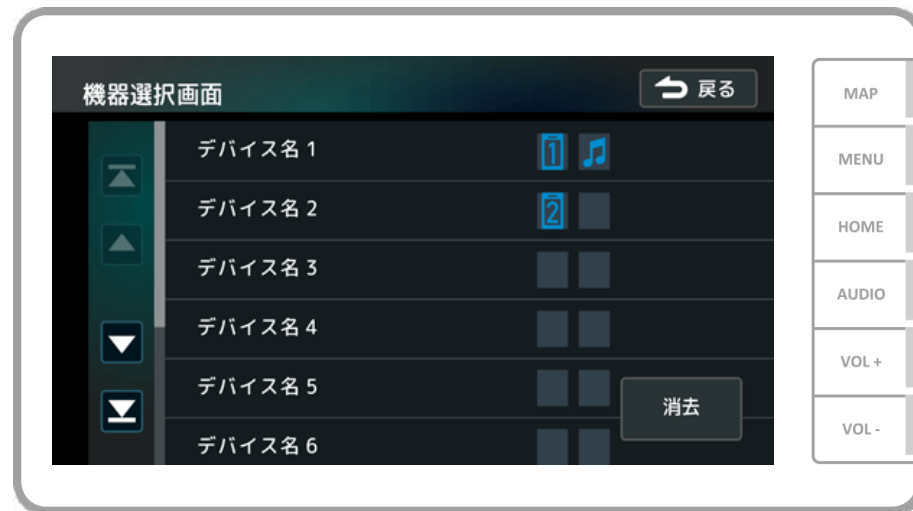 機器選択画面
戻る
デバイス名 1
1
デバイス名 2
2
デバイス名 3
デバイス名 4
デバイス名 5
消去
デバイス名 6
MAP
MENU
HOME
AUDIO
VOL +
VOL -